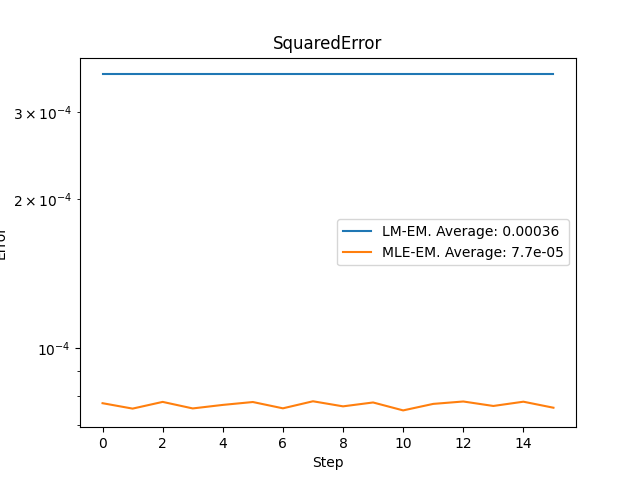 SquaredError
3 × 10⁻⁴
2 × 10⁻⁴
10⁻⁴
Error
LM-EM. Average: 0.00036
MLE-EM. Average: 7.7e-05
0 2 4 6 8 10 12 14
Step